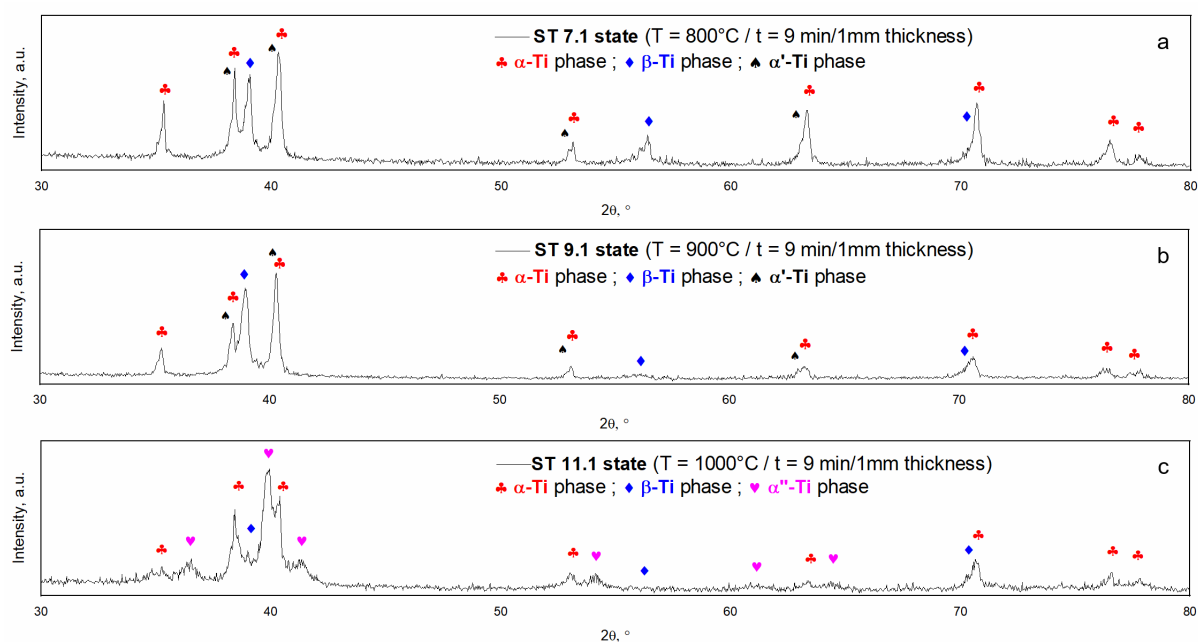 ST 7.1 state (T = 800°C / t = 9 min/1mm thickness)
a
♣ α-Ti phase ; ♦ β-Ti phase ; ♠ α'-Ti phase
Intensity, a.u.
30 40 50 60 70 80
2θ, °
ST 9.1 state (T = 900°C / t = 9 min/1mm thickness)
b
♣ α-Ti phase ; ♦ β-Ti phase ; ♠ α'-Ti phase
Intensity, a.u.
30 40 50 60 70 80
2θ, °
ST 11.1 state (T = 1000°C / t = 9 min/1mm thickness)
c
♣ α-Ti phase ; ♦ β-Ti phase ; ♥ α"-Ti phase
Intensity, a.u.
30 40 50 60 70 80
2θ, °